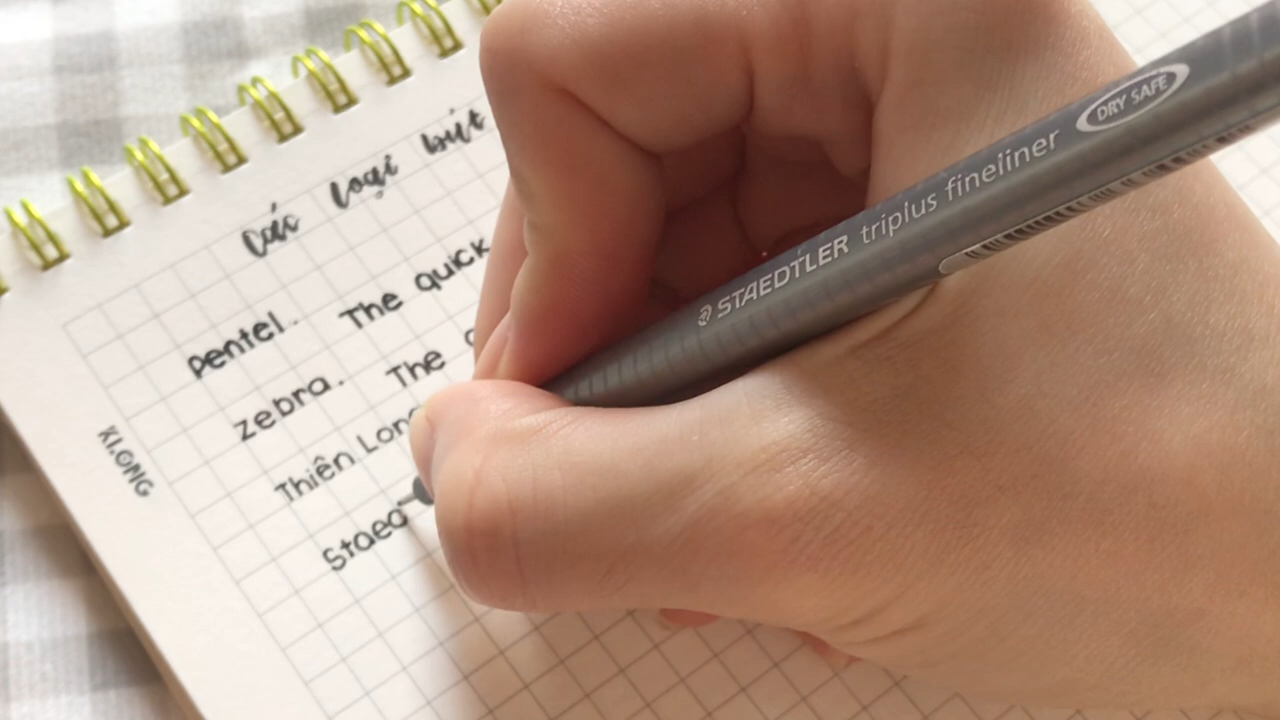 Các loại bút
pentel. The quick
zebra. The
Thiên Long
Staed
KLONG
STAEDTLER triplus fineliner DRY SAFE